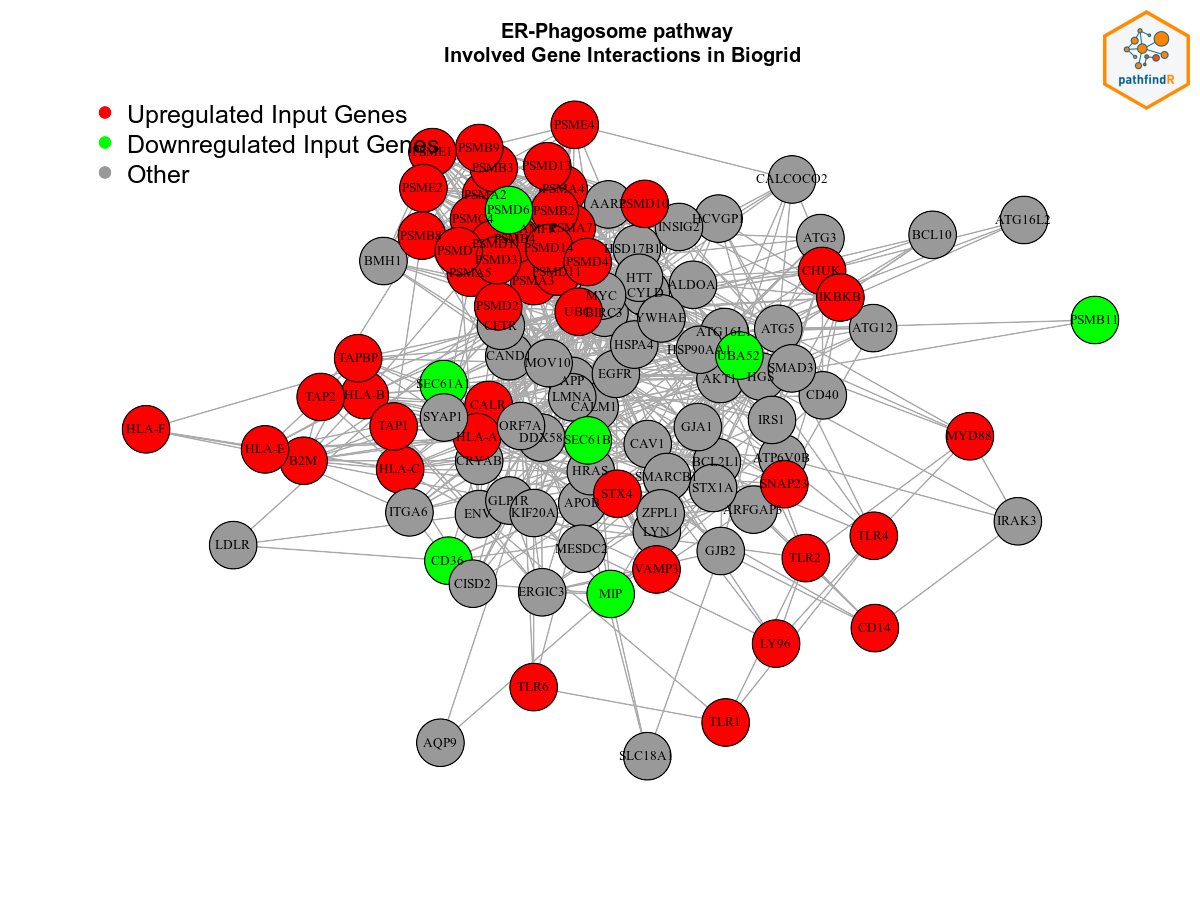 ER-Phagosome pathway
Involved Gene Interactions in Biogrid
pathfindR
Upregulated Input Genes
Downregulated Input Genes
Other
PSME4
PSME1
PSMB9
PSMB3
PSMD13
PSME2
PSMA2
PSMA4
CALCOCO2
PSMD6
PSMB2
AARS
PSMD10
HCVGP1
ATG16L2
PSMC4
PSMA7
INSIG2
PSMB8
AMFR
ATG3
BCL10
PSMD7
PSMD14
HSD17B10
BMH1
PSMD3
PSMD4
CHUK
PSMA5
PSMA3
PSMD11
HTT
ALDOA
PSMD2
MYC
CYLD
IKBKB
UBC
BIRC3
YWHAE
PSMB11
CFTR
ATG16L1
ATG5
ATG12
TAPBP
CAND1
MOV10
HSPA4
HSP90AA1
UBA52
SEC61A
APP
EGFR
AKT1
HGS
SMAD3
TAP2
HLA-B
LMNA
CALM1
CD40
SYAP1
CALR
HLA-F
TAP1
ORF7A
GJA1
IRS1
HLA-A
DDX58
SEC61B
CAV1
MYD88
HLA-E
B2M
HLA-C
CRYAB
HRAS
BCL2L1
ATP6V0B
SMARCB1
SNAP23
STX1A
STX4
ITGA6
ENV
GLP1R
KIF20A
APOB
ZFPL1
ARFGAP3
IRAK3
LYN
TLR4
LDLR
MESDC2
GJB2
TLR2
CD36
VAMP3
CISD2
ERGIC3
MIP
CD14
LY96
TLR6
TLR1
AQP9
SLC18A1